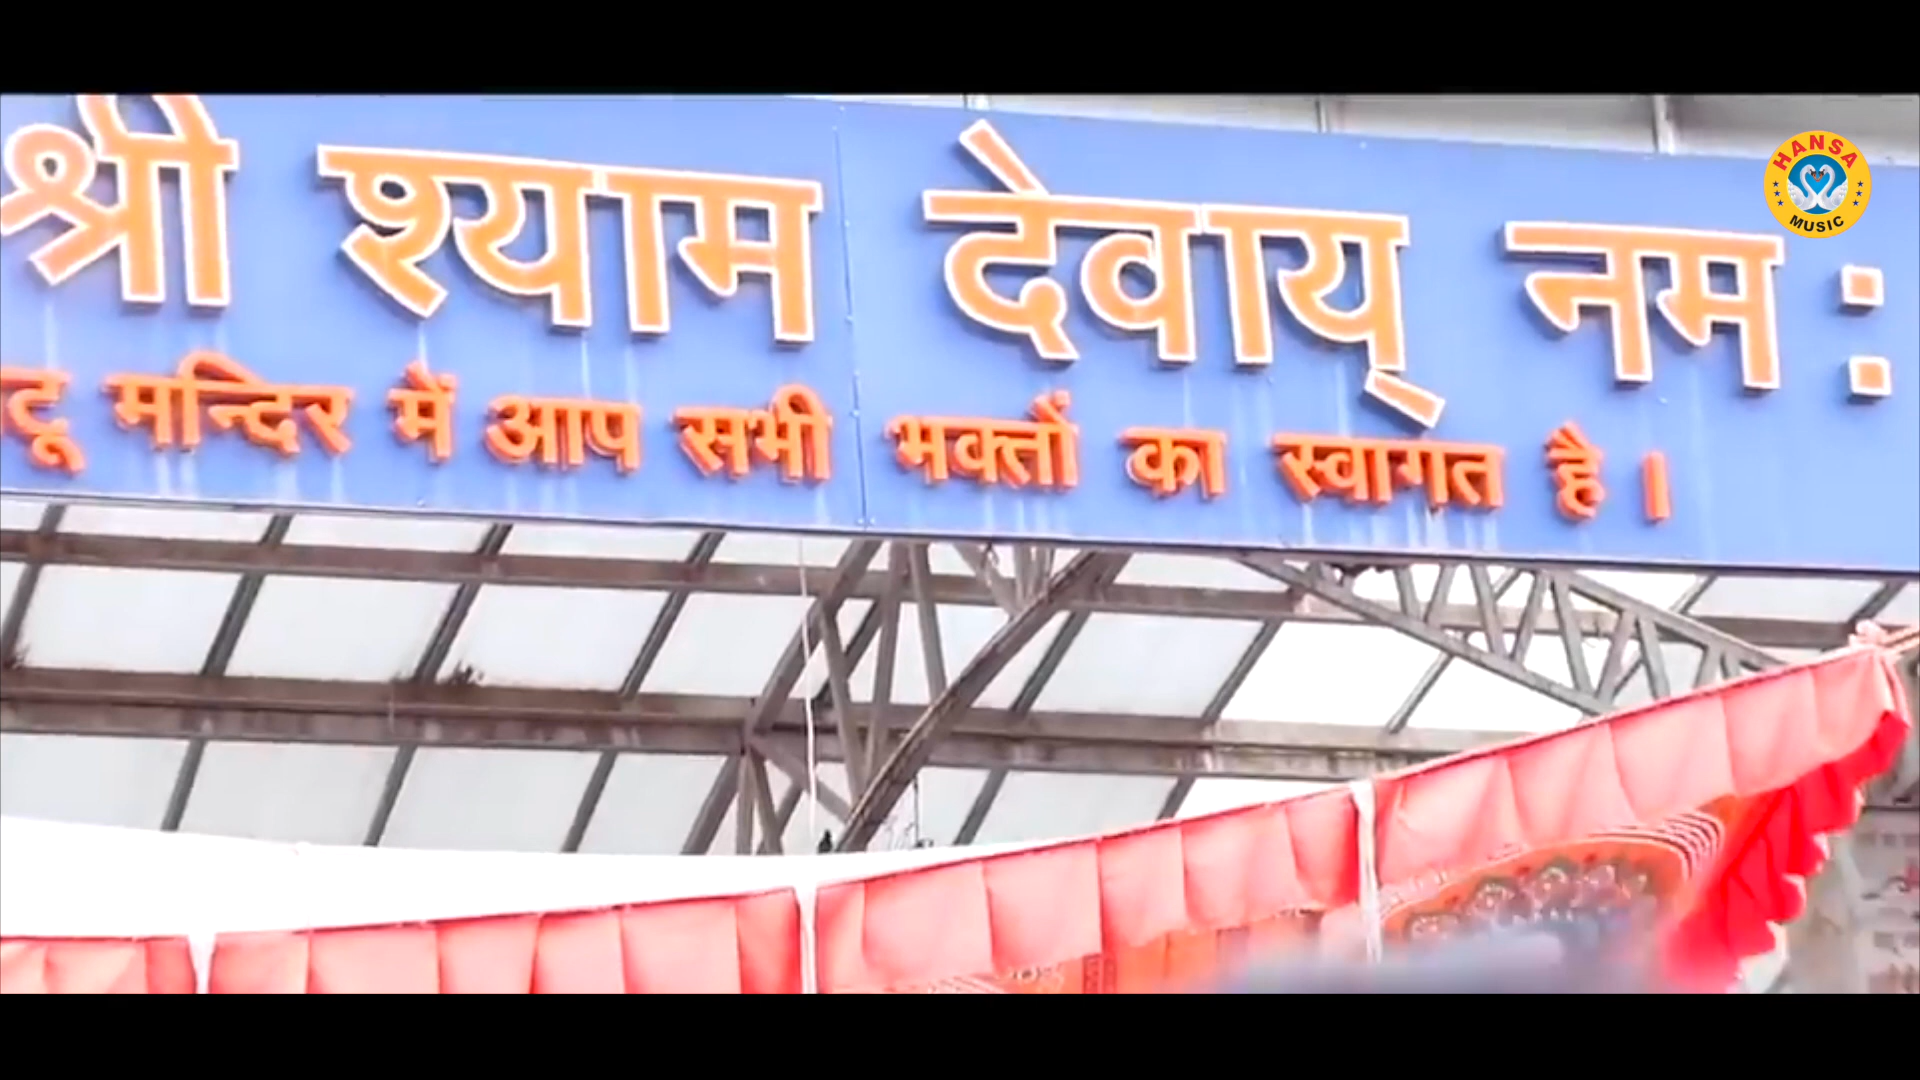 श्री श्याम देवाय् नम:
टू मन्दिर में आप सभी भक्तों का स्वागत है ।
HANSA
MUSIC